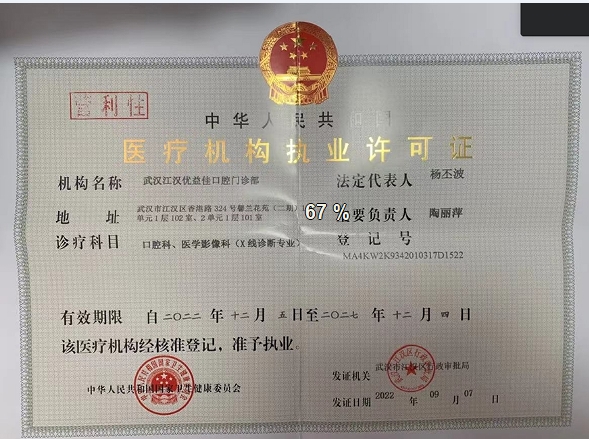 营利性
中华人民共和国
医疗机构执业许可证
机构名称 武汉江汉优益佳口腔门诊部
法定代表人 杨丕波
地 址 武汉市江汉区香港路324号馨兰花苑（二期）1
单元1层102室、2单元1层101室
67 %
主要负责人 陶丽萍
诊疗科目 口腔科、医学影像科（X线诊断专业）
登 记 号
MA4KW2K9342010317D1522
有效期限 自二〇二二年十二月五日至二〇二七年十二月四日
该医疗机构经核准登记，准予执业。
中华人民共和国国家卫生健康委员会
发证机关 武汉市江汉区行政审批局
发证日期 2022 年 09 月 07 日